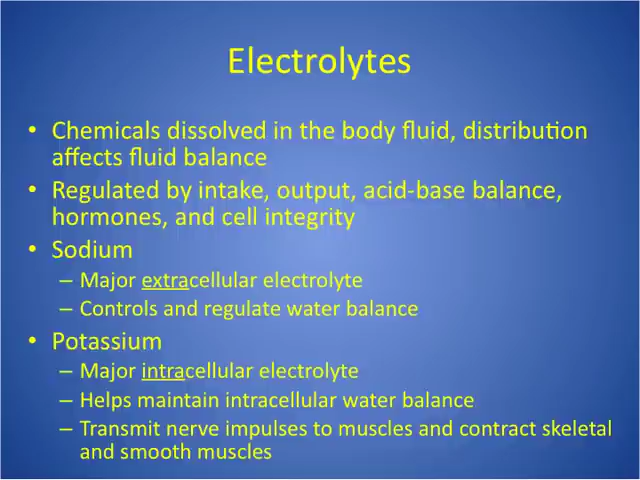 Electrolytes
• Chemicals dissolved in the body fluid, distribution
affects fluid balance
• Regulated by intake, output, acid-base balance,
hormones, and cell integrity
• Sodium
– Major extracellular electrolyte
– Controls and regulate water balance
• Potassium
– Major intracellular electrolyte
– Helps maintain intracellular water balance
– Transmit nerve impulses to muscles and contract skeletal
and smooth muscles